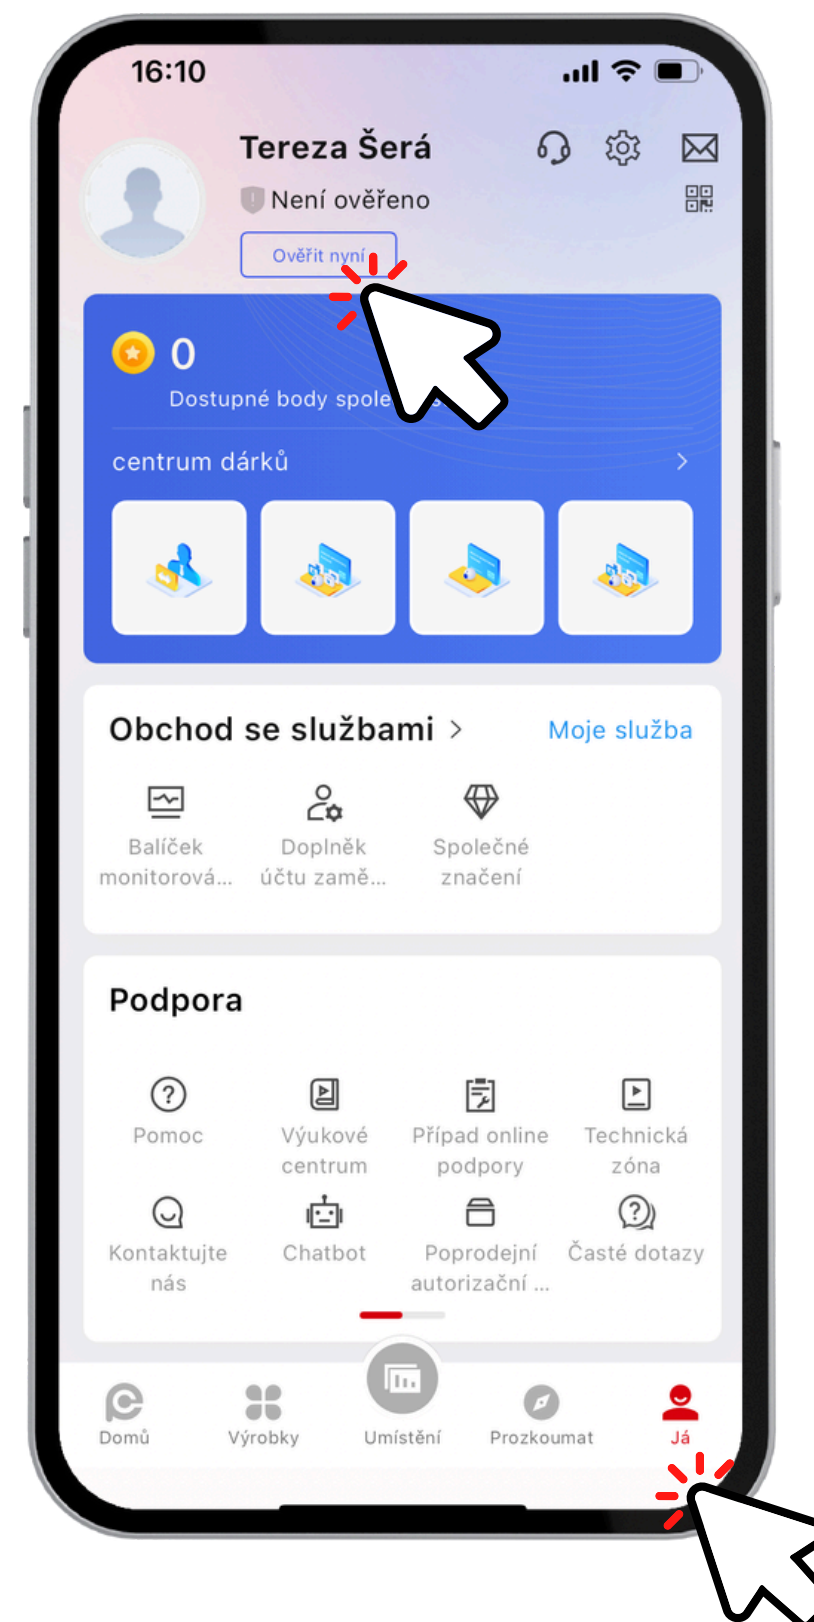 16:10
Tereza Šerá
Není ověřeno
Ověřit nyní
0
Dostupné body
centrum dárků
Obchod se službami >
Moje služba
Balíček
monitorová...
Doplněk
účtu zamě...
Společné
značení
Podpora
Pomoc
Výukové
centrum
Případ online
podpory
Technická
zóna
Kontaktujte
nás
Chatbot
Poprodejní
autorizační ...
Časté dotazy
Domů
Výrobky
Umístění
Prozkoumat
Já